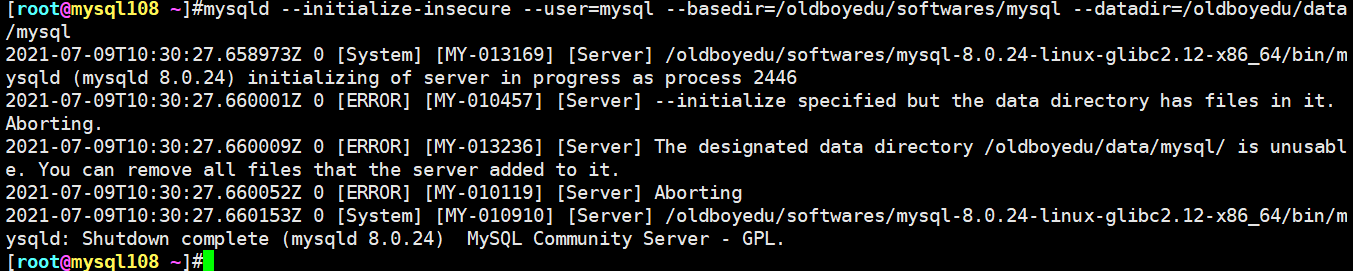 [root@mysql108 ~]#mysqld --initialize-insecure --user=mysql --basedir=/oldboyedu/softwares/mysql --datadir=/oldboyedu/data
/mysql
2021-07-09T10:30:27.658973Z 0 [System] [MY-013169] [Server] /oldboyedu/softwares/mysql-8.0.24-linux-glibc2.12-x86_64/bin/m
ysqld (mysqld 8.0.24) initializing of server in progress as process 2446
2021-07-09T10:30:27.660001Z 0 [ERROR] [MY-010457] [Server] --initialize specified but the data directory has files in it.
Aborting.
2021-07-09T10:30:27.660009Z 0 [ERROR] [MY-013236] [Server] The designated data directory /oldboyedu/data/mysql/ is unusabl
e. You can remove all files that the server added to it.
2021-07-09T10:30:27.660052Z 0 [ERROR] [MY-010119] [Server] Aborting
2021-07-09T10:30:27.660153Z 0 [System] [MY-010910] [Server] /oldboyedu/softwares/mysql-8.0.24-linux-glibc2.12-x86_64/bin/m
ysqld: Shutdown complete (mysqld 8.0.24)  MySQL Community Server - GPL.
[root@mysql108 ~]#